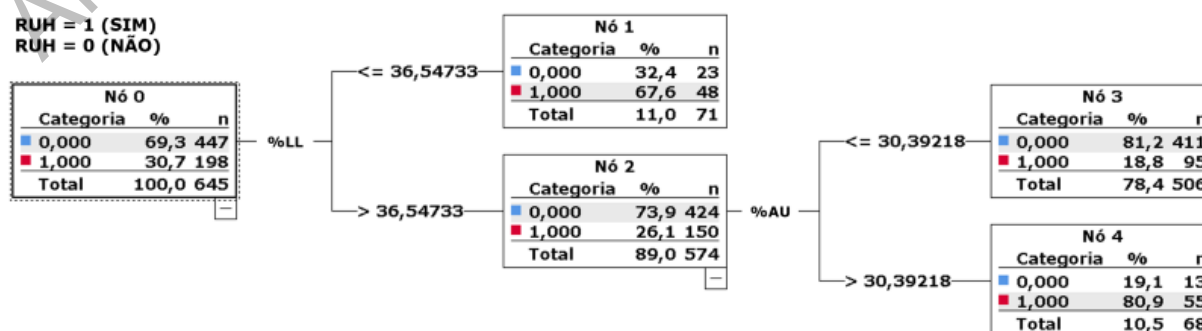 RUH = 1 (SIM)
RUH = 0 (NÃO)
Nó 0
Categoria % n
0,000 69,3 447
1,000 30,7 198
Total 100,0 645
%LL
<= 36,54733
Nó 1
Categoria % n
0,000 32,4 23
1,000 67,6 48
Total 11,0 71
> 36,54733
Nó 2
Categoria % n
0,000 73,9 424
1,000 26,1 150
Total 89,0 574
%AU
<= 30,39218
Nó 3
Categoria % n
0,000 81,2 411
1,000 18,8 95
Total 78,4 506
> 30,39218
Nó 4
Categoria % n
0,000 19,1 13
1,000 80,9 55
Total 10,5 68